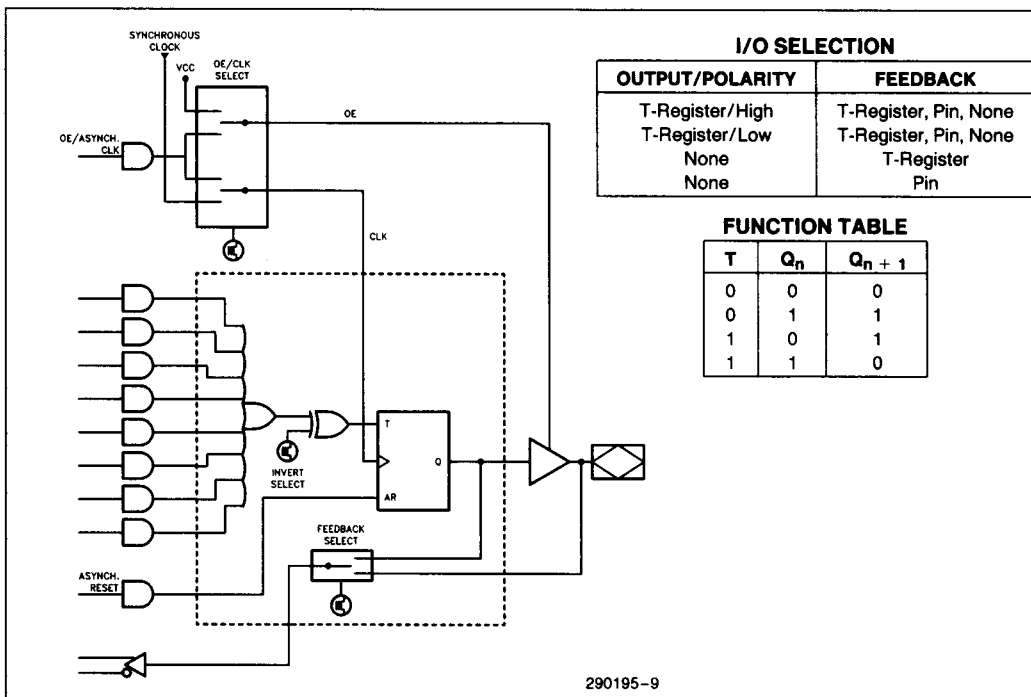 SYNCHRONOUS
CLOCK
VCC
OE/CLK
SELECT
OE
OE/ASYNCH.
CLK
CLK
T
Q
AR
INVERT
SELECT
FEEDBACK
SELECT
ASYNCH.
RESET
I/O SELECTION
OUTPUT/POLARITY FEEDBACK
T-Register/High T-Register, Pin, None
T-Register/Low T-Register, Pin, None
None T-Register
None Pin
FUNCTION TABLE
T Qn Qn + 1
0 0 0
0 1 1
1 0 1
1 1 0
290195-9